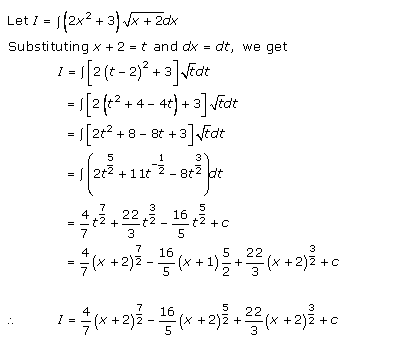 Let I = ∫(2x² + 3)√(x + 2)dx
Substituting x + 2 = t and dx = dt, we get
I = ∫[2(t − 2)² + 3]√t dt
= ∫[2(t² + 4 − 4t) + 3]√t dt
= ∫[2t² + 8 − 8t + 3]√t dt
= ∫(2t^(5/2) + 11t^(−1/2) − 8t^(3/2))dt
= 4/7 t^(7/2) + 22/3 t^(3/2) − 16/5 t^(5/2) + c
= 4/7 (x + 2)^(7/2) − 16/5 (x + 1) 5/2 + 22/3 (x + 2)^(3/2) + c
∴ I = 4/7 (x + 2)^(7/2) − 16/5 (x + 2)^(5/2) + 22/3 (x + 2)^(3/2) + c